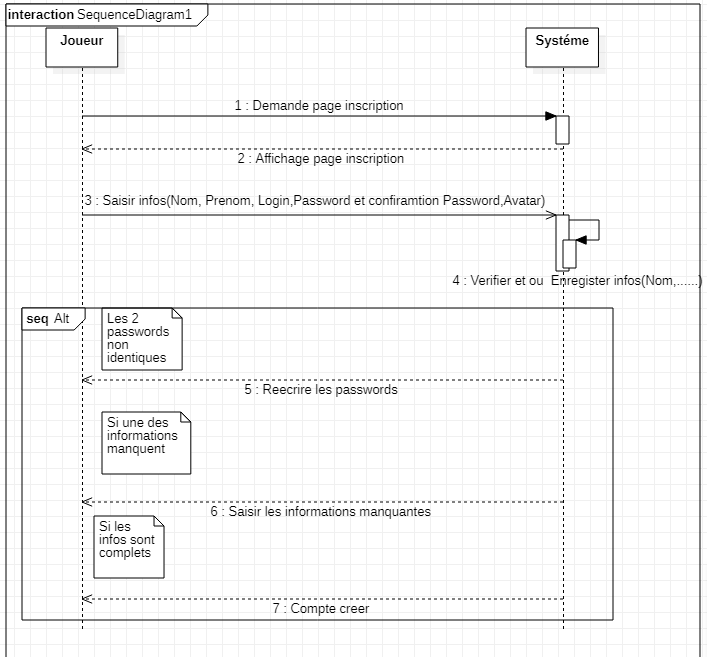 interaction SequenceDiagram1
Joueur
Systéme
1 : Demande page inscription
2 : Affichage page inscription
3 : Saisir infos(Nom, Prenom, Login,Password et confiramtion Password,Avatar)
4 : Verifier et ou  Enregister infos(Nom,......)
seq Alt
Les 2
passwords
non
identiques
5 : Reecrire les passwords
Si une des
informations
manquent
6 : Saisir les informations manquantes
Si les
infos sont
complets
7 : Compte creer